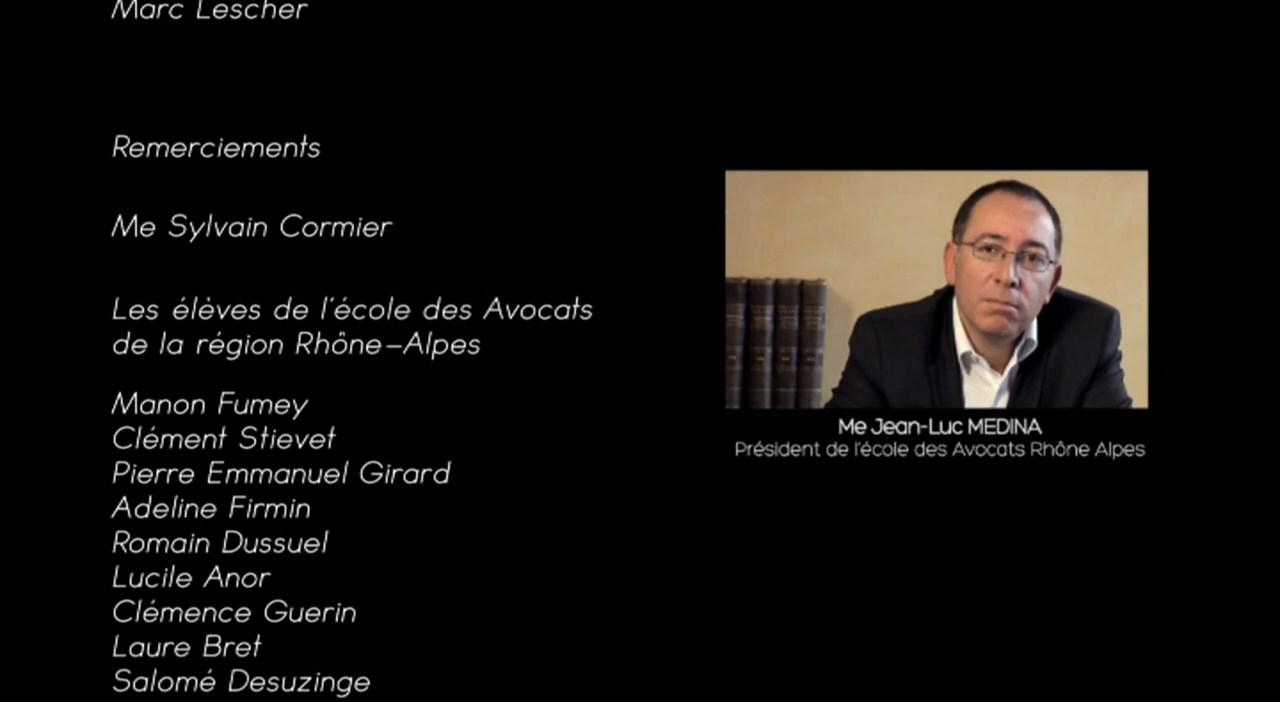 Marc Lescher
Remerciements
Me Sylvain Cormier
Les élèves de l'école des Avocats
de la région Rhône-Alpes
Manon Fumey
Clément Stievet
Pierre Emmanuel Girard
Adeline Firmin
Romain Dussuel
Lucile Anor
Clémence Guerin
Laure Bret
Salomé Desuzinge
Me Jean-Luc MEDINA
Président de l'école des Avocats Rhône Alpes